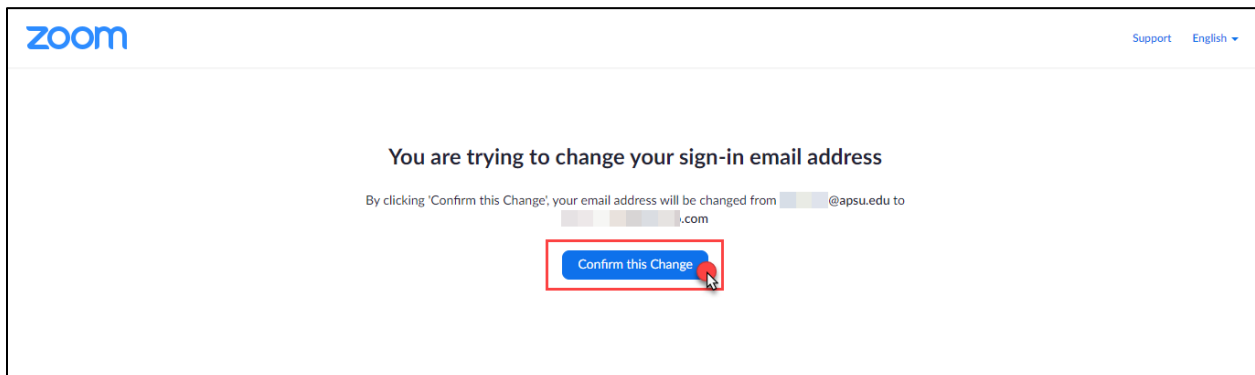 zoom
Support English
You are trying to change your sign-in email address
By clicking 'Confirm this Change', your email address will be changed from @apsu.edu to
.com
Confirm this Change